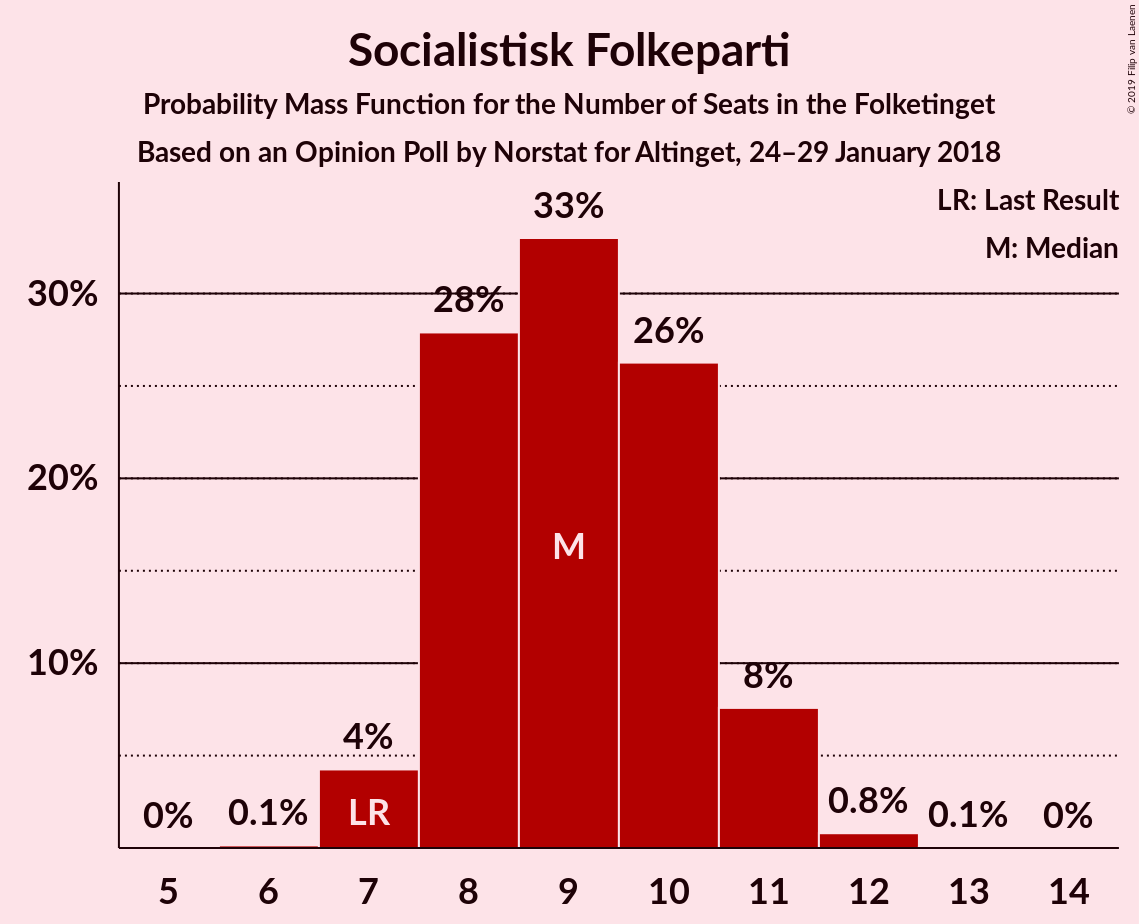 Socialistisk Folkeparti
Probability Mass Function for the Number of Seats in the Folketinget
Based on an Opinion Poll by Norstat for Altinget, 24–29 January 2018
© 2019 Filip van Laenen
LR: Last Result
M: Median
33%
30%
28%
26%
20%
M
10%
8%
4%
LR
0%
0.1%
0.8%
0.1%
0%
5 6 7 8 9 10 11 12 13 14